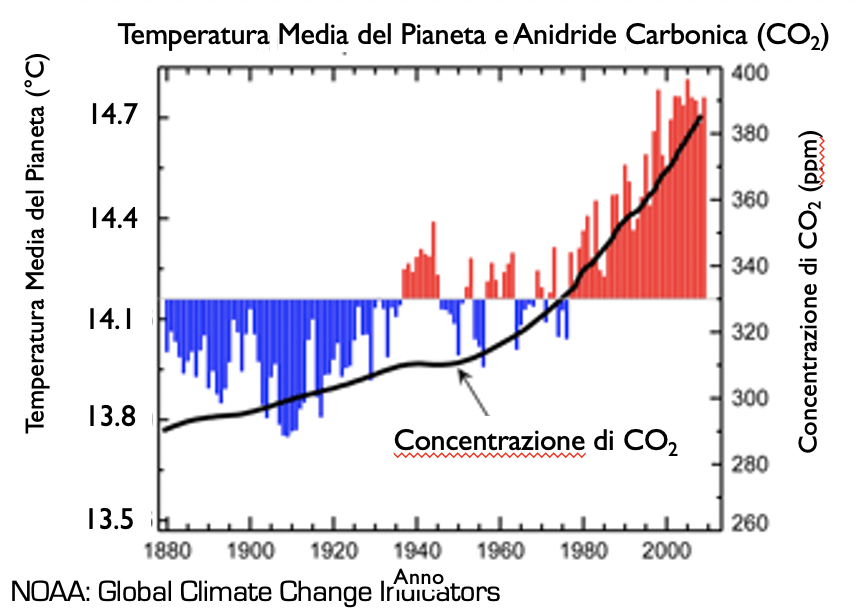 Temperatura Media del Pianeta e Anidride Carbonica (CO₂)
Temperatura Media del Pianeta (°C)
14.7
14.4
14.1
13.8
13.5
400
380
360
340
320
300
280
260
Concentrazione di CO₂ (ppm)
Concentrazione di CO₂
1880 1900 1920 1940 1960 1980 2000
Anno
NOAA: Global Climate Change Indicators